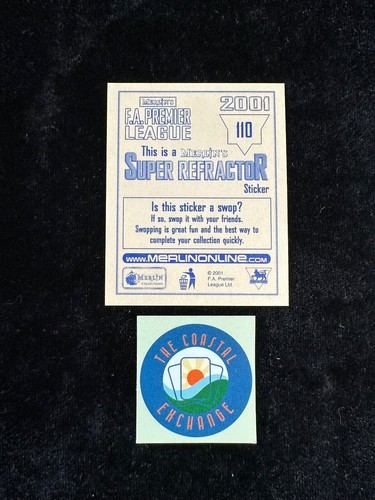 MERLIN'S
F.A. PREMIER
LEAGUE
2001
110
This is a MERLIN'S
SUPER REFRACTOR
Sticker
Is this sticker a swop?
If so, swop it with your friends.
Swopping is great fun and the best way to
complete your collection quickly.
www.MERLINONLINE.COM
MERLIN
© 2001
F.A. Premier
League Ltd.
THE COASTAL
EXCHANGE